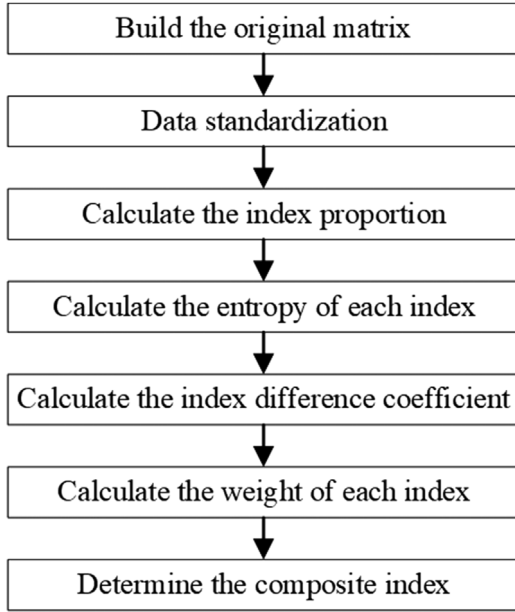 Build the original matrix
Data standardization
Calculate the index proportion
Calculate the entropy of each index
Calculate the index difference coefficient
Calculate the weight of each index
Determine the composite index